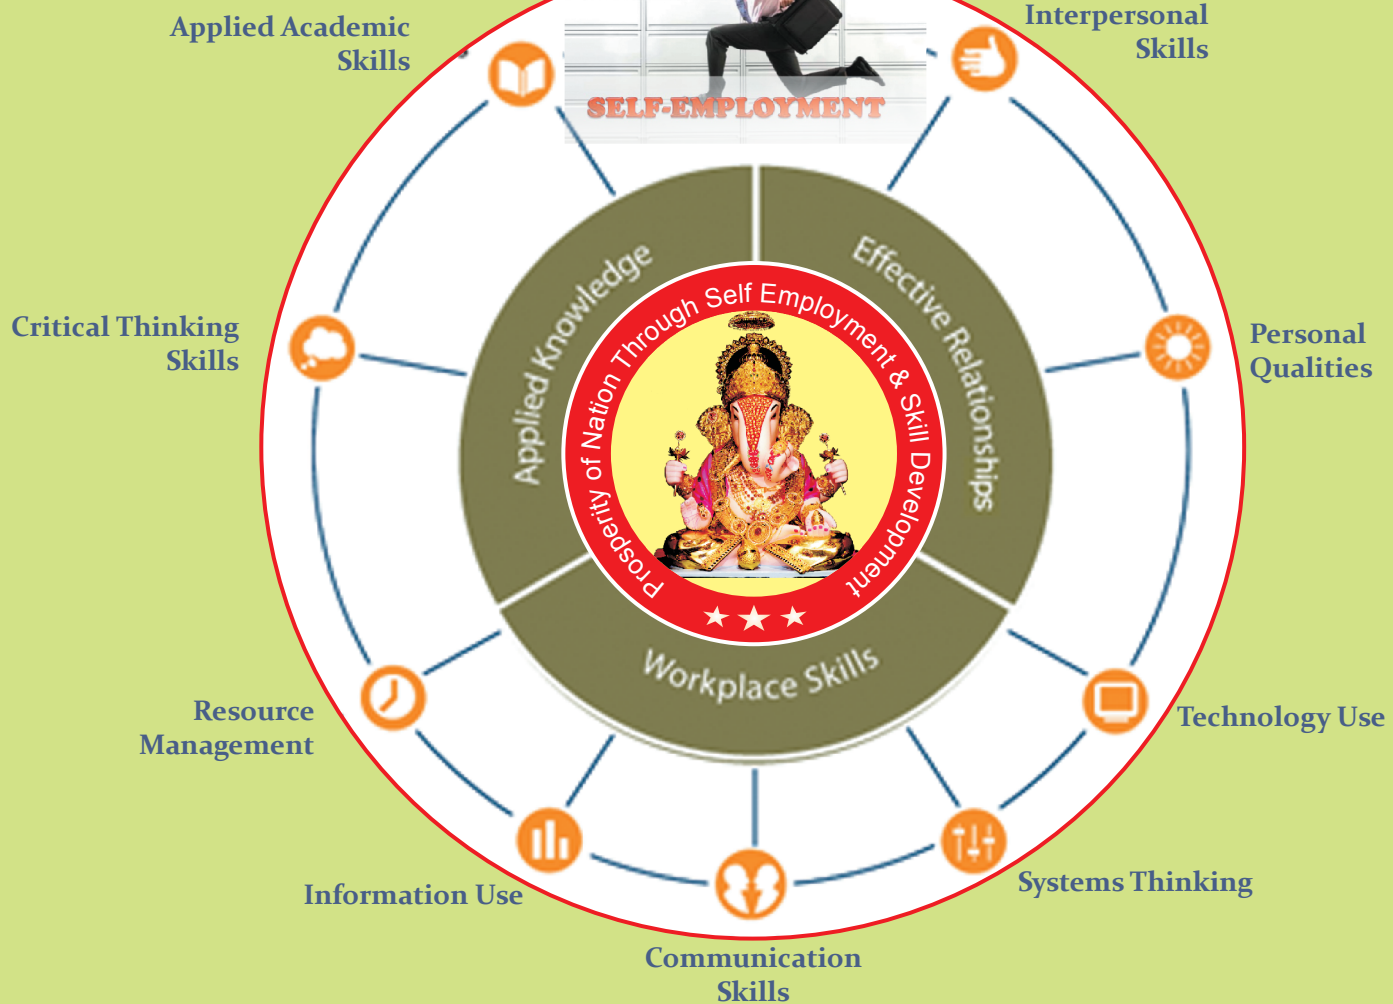 Applied Academic
Skills
Interpersonal
Skills
SELF-EMPLOYMENT
Applied Knowledge
Effective Relationships
Prosperity of Nation Through Self Employment & Skill Development
Critical Thinking
Skills
Personal
Qualities
Workplace Skills
Resource
Management
Technology Use
Information Use
Systems Thinking
Communication
Skills